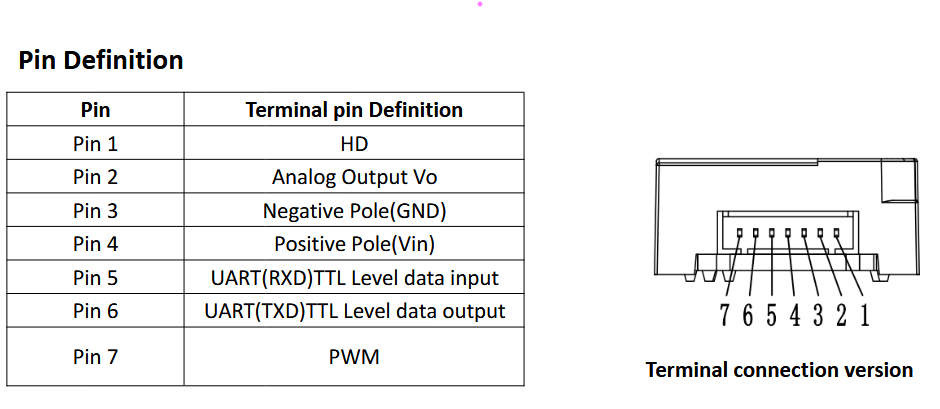 Pin Definition
Pin Terminal pin Definition
Pin 1 HD
Pin 2 Analog Output Vo
Pin 3 Negative Pole(GND)
Pin 4 Positive Pole(Vin)
Pin 5 UART(RXD)TTL Level data input
Pin 6 UART(TXD)TTL Level data output
Pin 7 PWM
7 6 5 4 3 2 1
Terminal connection version